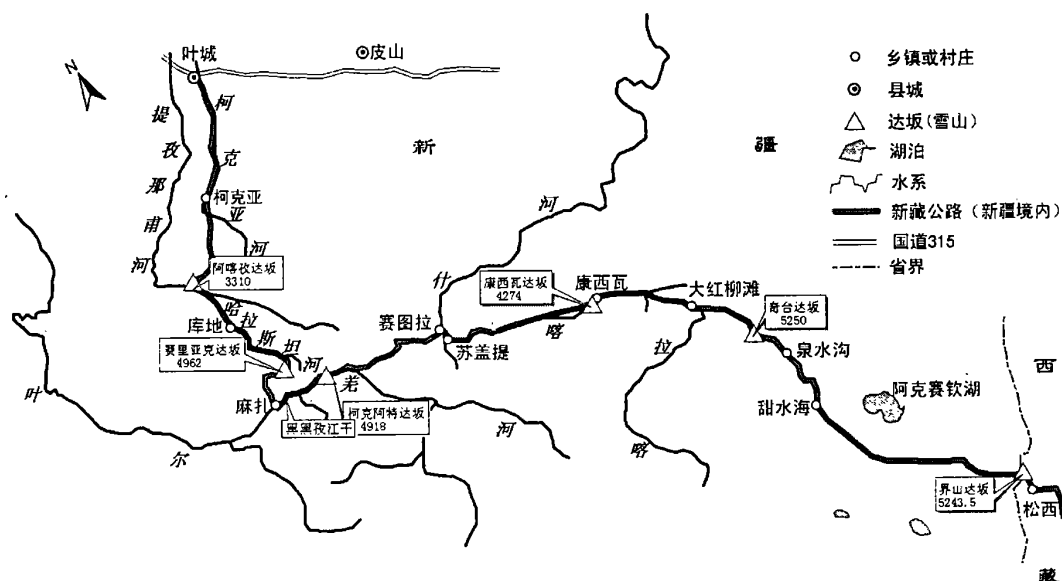 N
叶城
皮山
乡镇或村庄
县城
达坂(雪山)
湖泊
水系
新藏公路（新疆境内）
国道315
省界
新
疆
提孜那甫河
柯克亚河
柯克亚
阿喀孜达坂
3310
哈拉斯坦河
库地
赛里亚克达坂
4962
麻扎
黑黑孜江干
柯克阿特达坂
4918
叶尔羌河
赛图拉
苏盖提
康西瓦达坂
4274
康西瓦
喀拉喀什河
大红柳滩
奇台达坂
5250
泉水沟
甜水海
阿克赛钦湖
界山达坂
5243.5
松西
西
藏